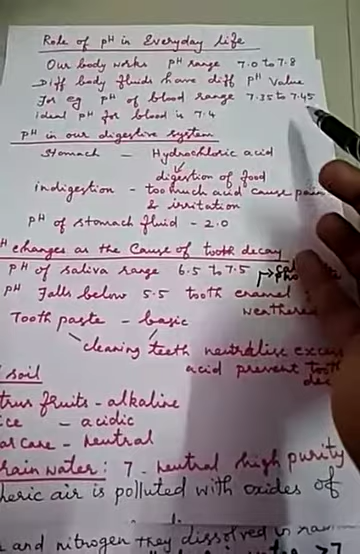 Role of pH in Everyday life
Our body works pH range 7.0 to 7.8
Diff body fluids have diff pH value
For eg pH of blood range 7.35 to 7.45
ideal pH for blood is 7.4
pH in our digestive system
Stomach - Hydrochloric acid
digestion of food
indigestion - too much acid cause pain
& irritation
pH of stomach fluid - 2.0
H changes as the Cause of tooth decay
pH of saliva range 6.5 to 7.5
pH Falls below 5.5 tooth enamel
weathered
Tooth paste - basic
cleaning teeth neutralise excess
acid prevent tooth
dec
soil
trus fruits - alkaline
ice - acidic
ar cane - neutral
rain water: 7 - neutral high purity
heric air is polluted with oxides of
and nitrogen they dissolved in rain